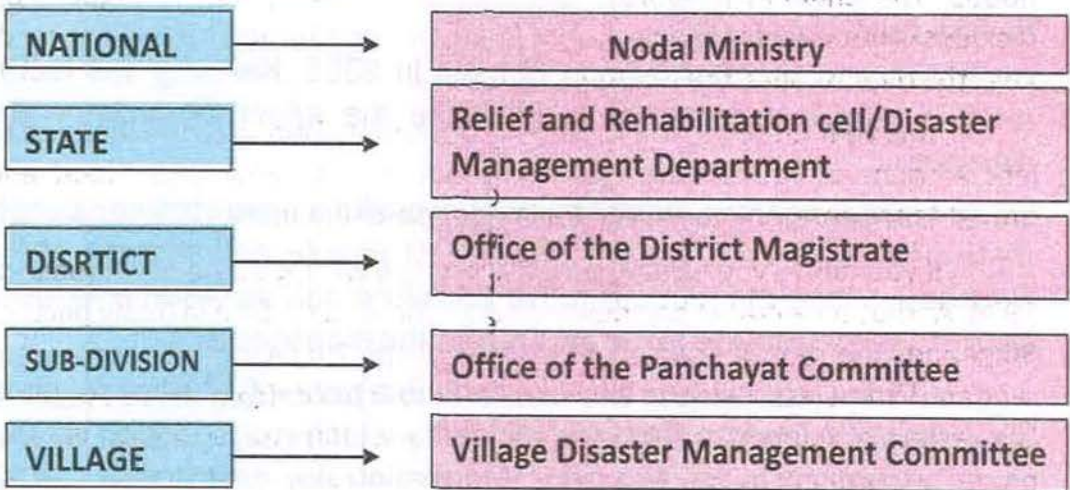 NATIONAL
Nodal Ministry
STATE
Relief and Rehabilitation cell/Disaster
Management Department
DISRTICT
Office of the District Magistrate
SUB-DIVISION
Office of the Panchayat Committee
VILLAGE
Village Disaster Management Committee